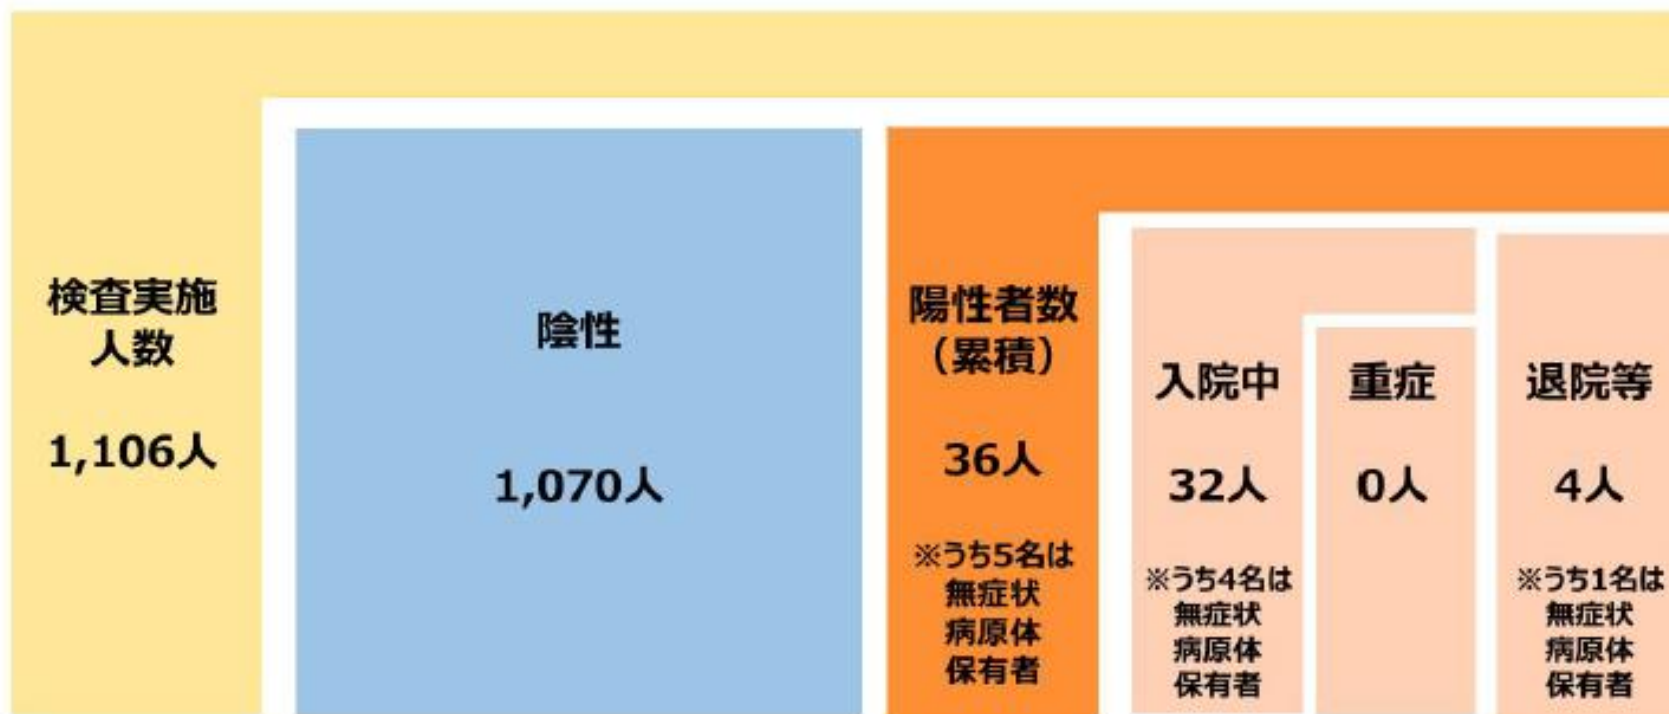 検査実施
人数
1,106人
陰性
1,070人
陽性者数
（累積）
36人
※うち5名は
無症状
病原体
保有者
入院中
32人
※うち4名は
無症状
病原体
保有者
重症
0人
退院等
4人
※うち1名は
無症状
病原体
保有者